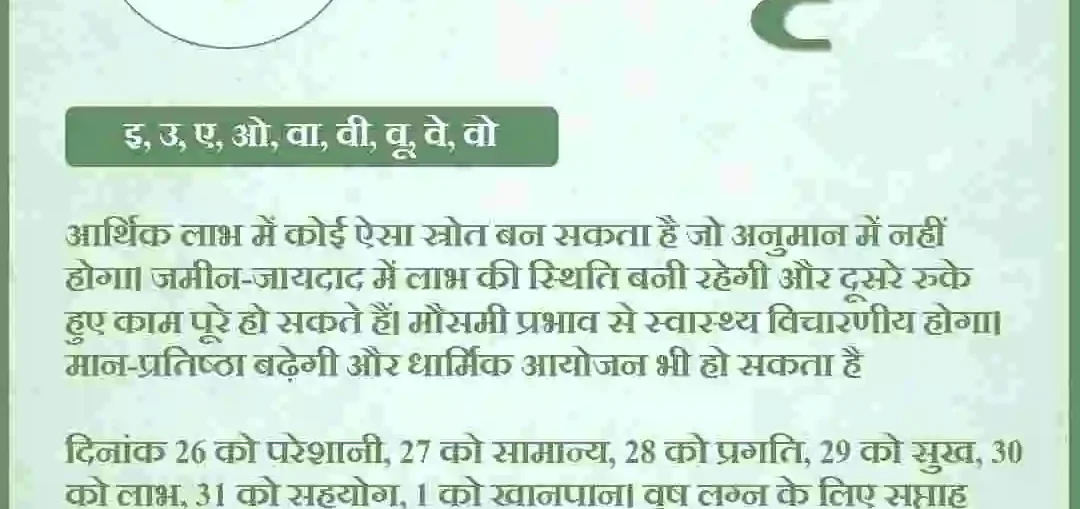 इ, उ, ए, ओ, वा, वी, वू, वे, वो
आर्थिक लाभ में कोई ऐसा स्रोत बन सकता है जो अनुमान में नहीं
होगा। जमीन-जायदाद में लाभ की स्थिति बनी रहेगी और दूसरे रुके
हुए काम पूरे हो सकते हैं। मौसमी प्रभाव से स्वास्थ्य विचारणीय होगा।
मान-प्रतिष्ठा बढ़ेगी और धार्मिक आयोजन भी हो सकता है
दिनांक 26 को परेशानी, 27 को सामान्य, 28 को प्रगति, 29 को सुख, 30
को लाभ, 31 को सहयोग, 1 को खानपान। वृष लग्न के लिए सप्ताह